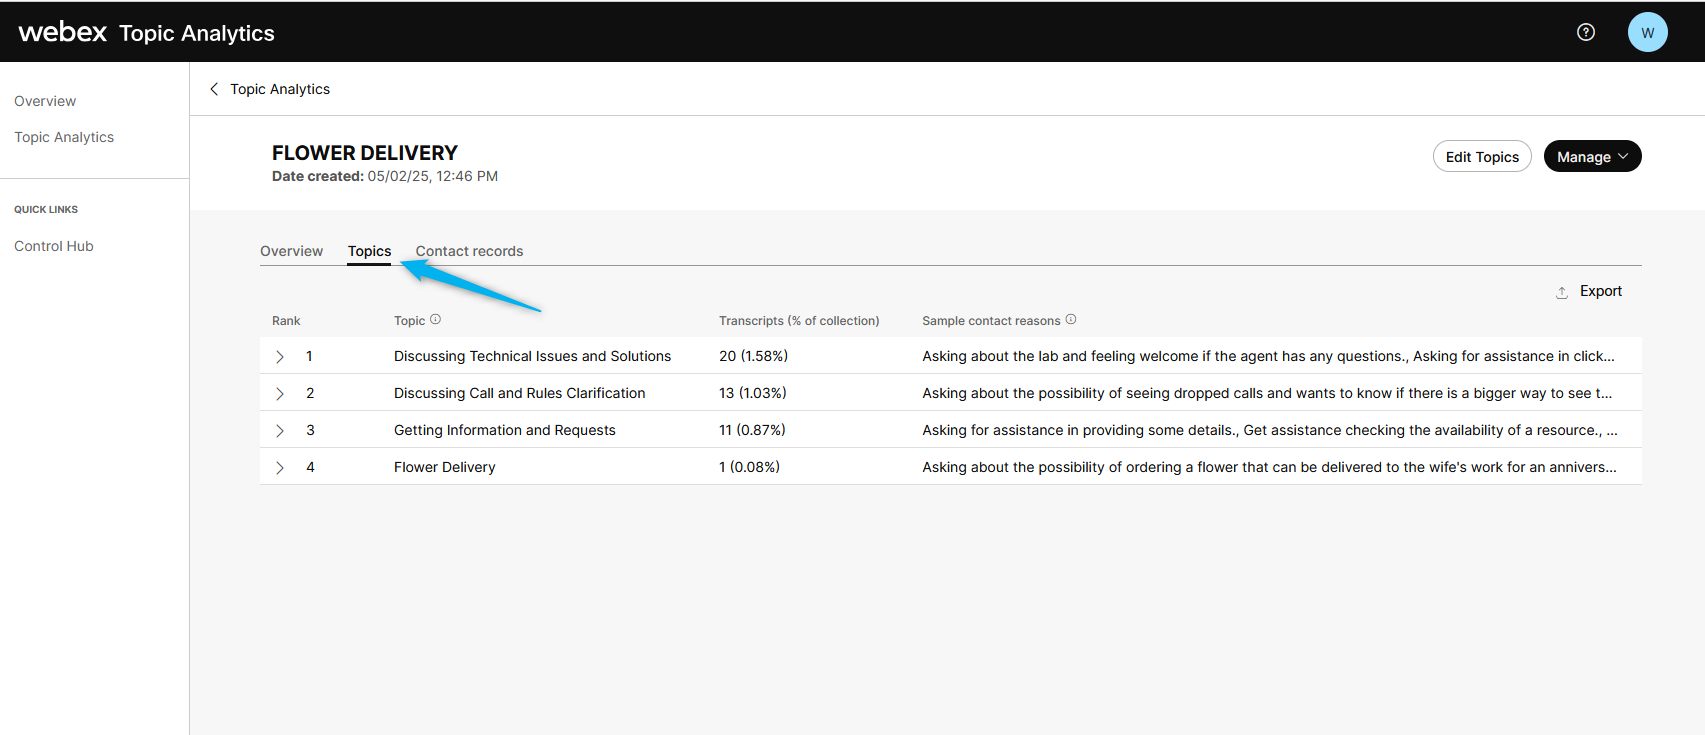 webex Topic Analytics
W
Overview
Topic Analytics
QUICK LINKS
Control Hub
Topic Analytics
FLOWER DELIVERY
Date created: 05/02/25, 12:46 PM
Edit Topics
Manage
Overview Topics Contact records
Export
Rank Topic Transcripts (% of collection) Sample contact reasons
1 Discussing Technical Issues and Solutions 20 (1.58%) Asking about the lab and feeling welcome if the agent has any questions., Asking for assistance in click...
2 Discussing Call and Rules Clarification 13 (1.03%) Asking about the possibility of seeing dropped calls and wants to know if there is a bigger way to see t...
3 Getting Information and Requests 11 (0.87%) Asking for assistance in providing some details., Get assistance checking the availability of a resource., ...
4 Flower Delivery 1 (0.08%) Asking about the possibility of ordering a flower that can be delivered to the wife's work for an annivers...